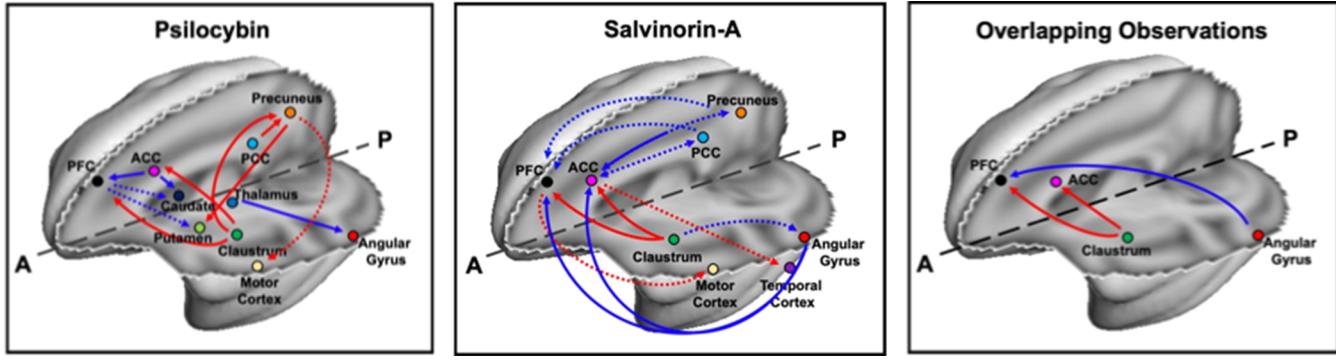 Psilocybin
Precuneus
P
PFC
ACC
PCC
Caudate
Thalamus
Putamen
Claustrum
Angular
Gyrus
A
Motor
Cortex
Salvinorin-A
Precuneus
P
PCC
PFC
ACC
Claustrum
Angular
Gyrus
A
Motor
Cortex
Temporal
Cortex
Overlapping Observations
P
PFC
ACC
Claustrum
Angular
Gyrus
A